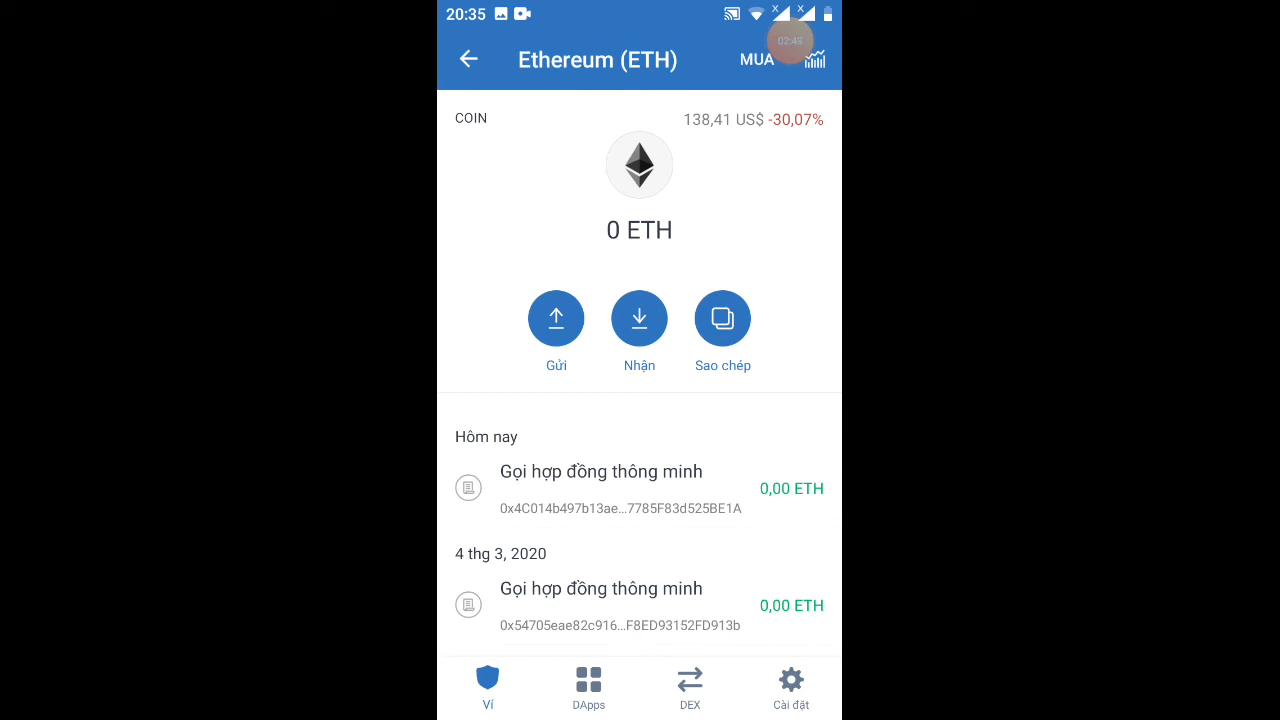 20:35
02:45
Ethereum (ETH)
MUA
COIN
138,41 US$ -30,07%
0 ETH
Gửi
Nhận
Sao chép
Hôm nay
Gọi hợp đồng thông minh
0,00 ETH
0x4C014b497b13ae...7785F83d525BE1A
4 thg 3, 2020
Gọi hợp đồng thông minh
0,00 ETH
0x54705eae82c916...F8ED93152FD913b
Ví
DApps
DEX
Cài đặt